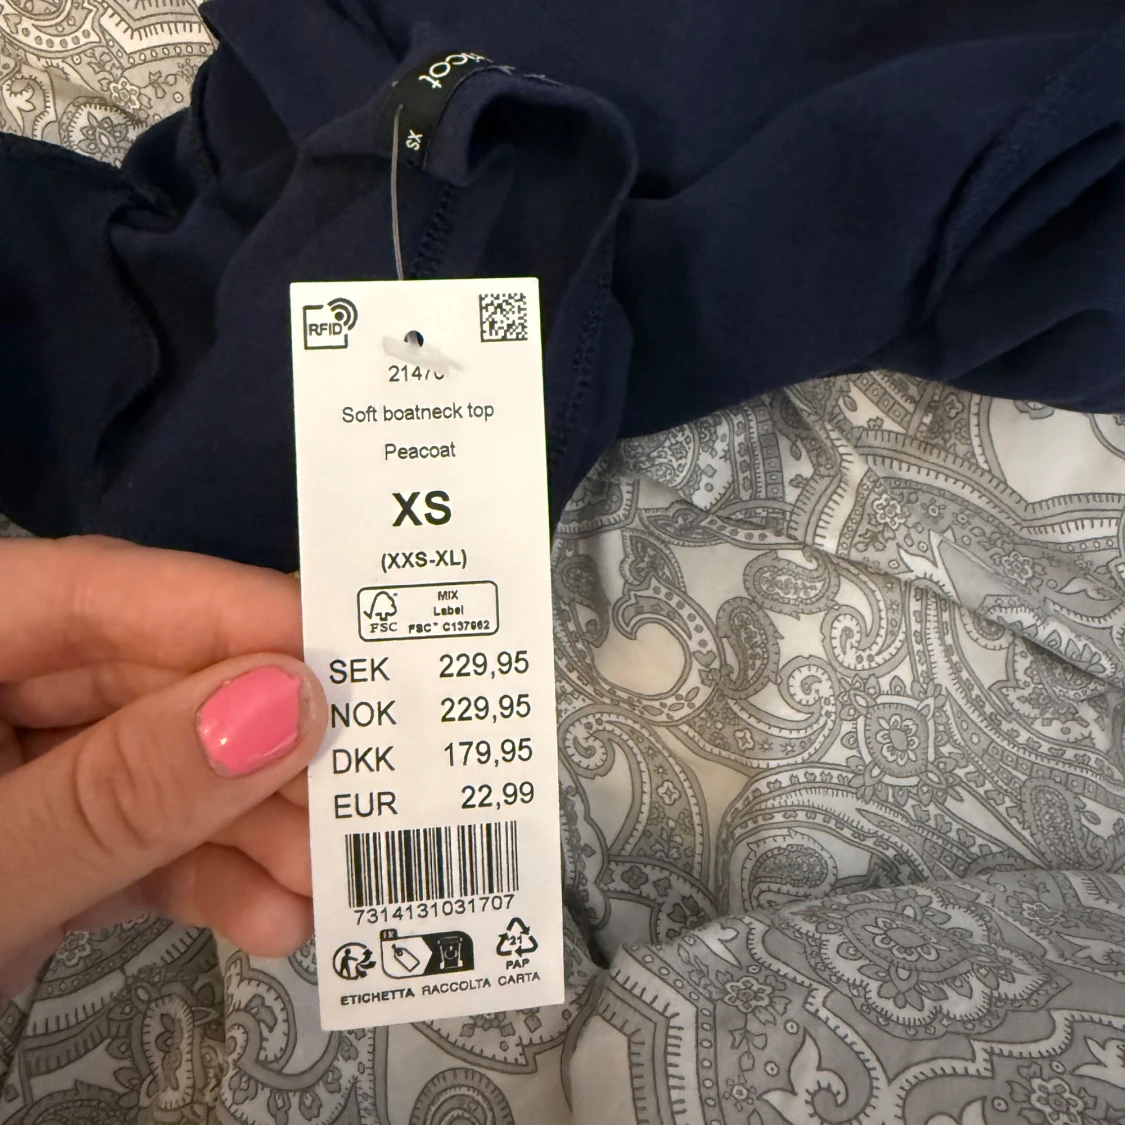 XS
RFID
Soft boatneck top
Peacoat
XS
(XXS-XL)
MIX
Label
FSC
FSC® C137962
SEK 229,95
NOK 229,95
DKK 179,95
EUR 22,99
7314131031707
21
PAP
ETICHETTA RACCOLTA CARTA